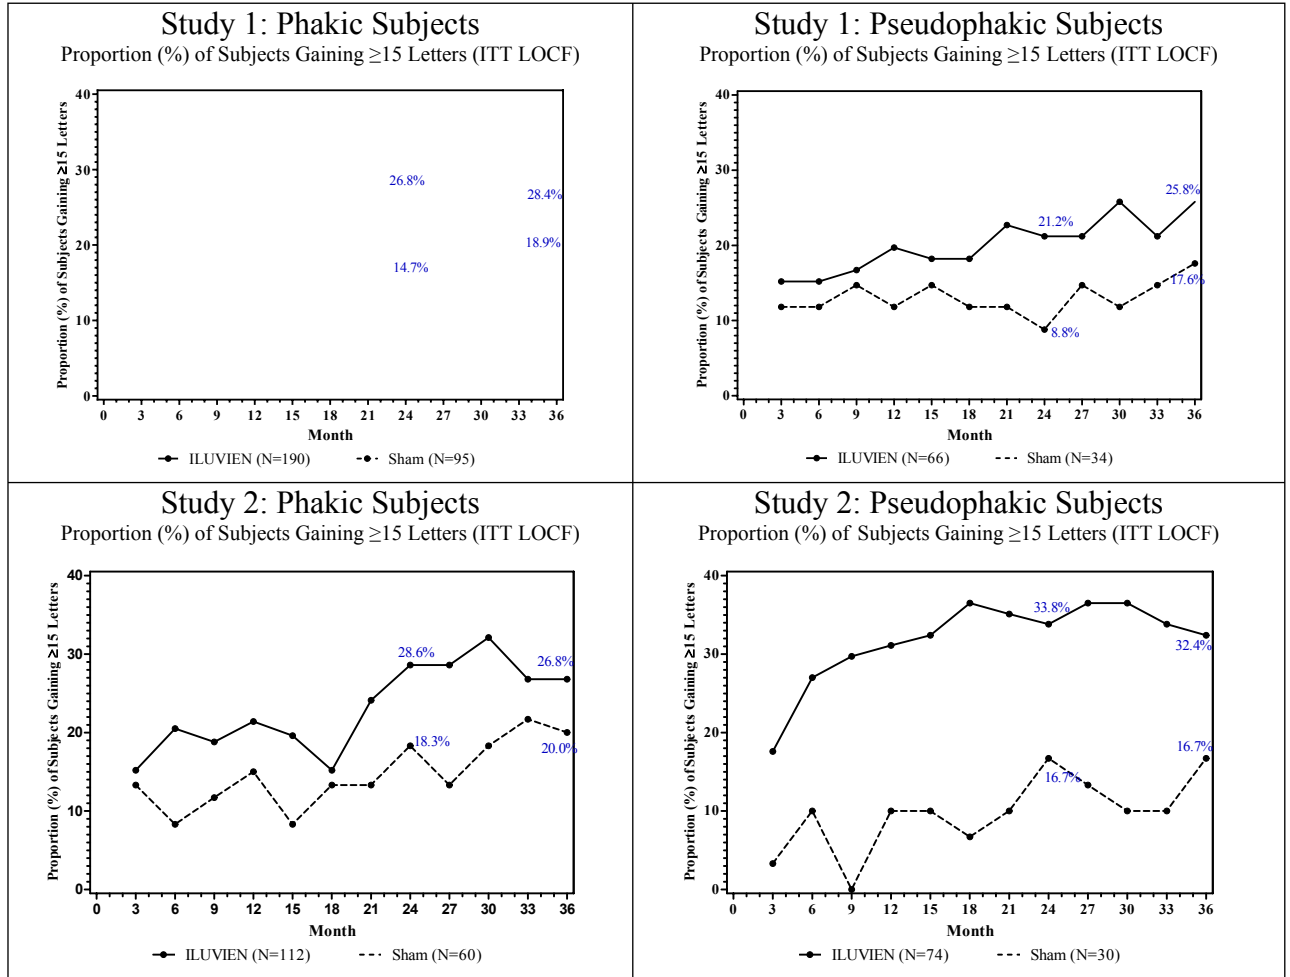 Study 1: Phakic Subjects
Proportion (%) of Subjects Gaining ≥15 Letters (ITT LOCF)
Proportion (%) of Subjects Gaining ≥15 Letters
40
30
20
10
0
26.8%
28.4%
18.9%
14.7%
0 3 6 9 12 15 18 21 24 27 30 33 36
Month
ILUVIEN (N=190) Sham (N=95)
Study 1: Pseudophakic Subjects
Proportion (%) of Subjects Gaining ≥15 Letters (ITT LOCF)
Proportion (%) of Subjects Gaining ≥15 Letters
40
30
20
10
0
25.8%
21.2%
17.6%
8.8%
0 3 6 9 12 15 18 21 24 27 30 33 36
Month
ILUVIEN (N=66) Sham (N=34)
Study 2: Phakic Subjects
Proportion (%) of Subjects Gaining ≥15 Letters (ITT LOCF)
Proportion (%) of Subjects Gaining ≥15 Letters
40
30
20
10
0
28.6%
26.8%
18.3%
20.0%
0 3 6 9 12 15 18 21 24 27 30 33 36
Month
ILUVIEN (N=112) Sham (N=60)
Study 2: Pseudophakic Subjects
Proportion (%) of Subjects Gaining ≥15 Letters (ITT LOCF)
Proportion (%) of Subjects Gaining ≥15 Letters
40
30
20
10
0
33.8%
32.4%
16.7%
16.7%
0 3 6 9 12 15 18 21 24 27 30 33 36
Month
ILUVIEN (N=74) Sham (N=30)